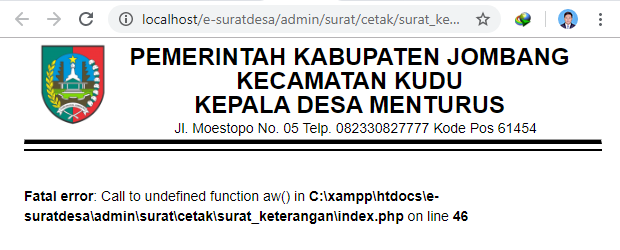 localhost/e-suratdesa/admin/surat/cetak/surat_ke...
PEMERINTAH KABUPATEN JOMBANG
KECAMATAN KUDU
KEPALA DESA MENTURUS
Jl. Moestopo No. 05 Telp. 082330827777 Kode Pos 61454
Fatal error: Call to undefined function aw() in C:\xampp\htdocs\e-
suratdesa\admin\surat\cetak\surat_keterangan\index.php on line 46